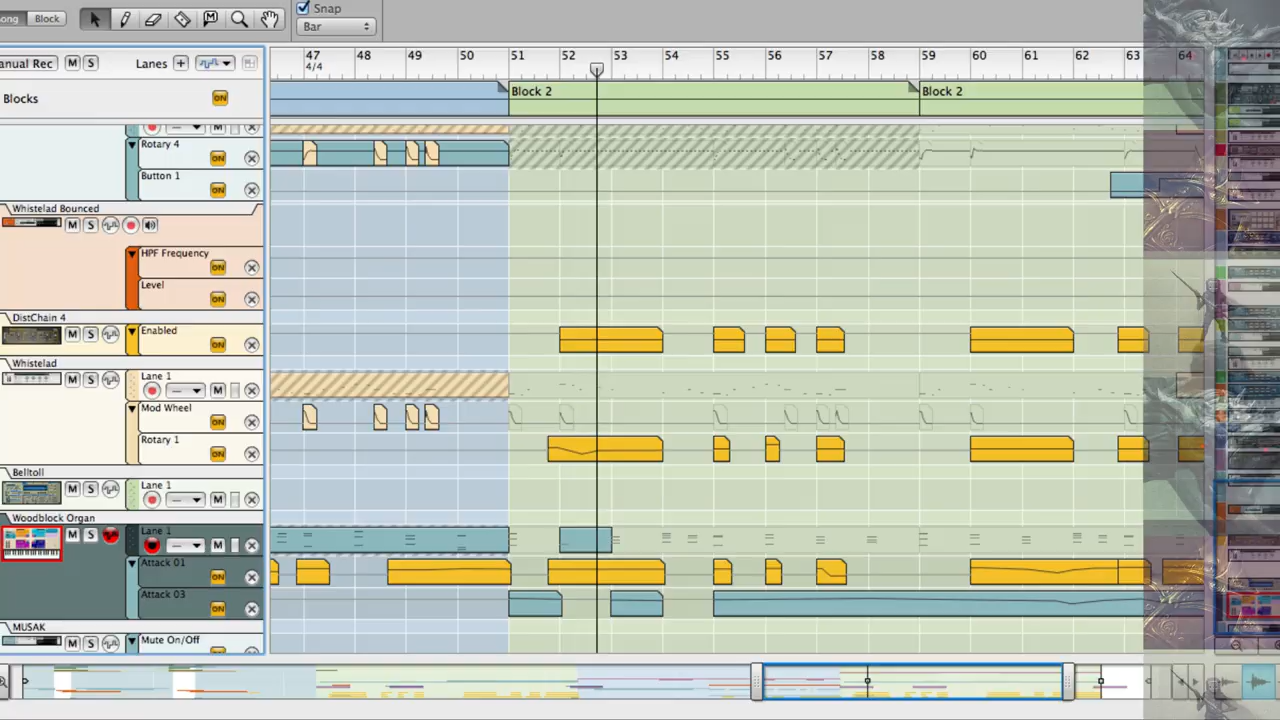 ong Block
Snap
Bar
anual Rec M S Lanes
47 48 49 50 51 52 53 54 55 56 57 58 59 60 61 62 63 64
4/4
Blocks ON
Block 2 Block 2
Rotary 4
ON
Button 1
ON
Whistelad Bounced
M S
HPF Frequency
ON
Level
ON
DistChain 4
M S Enabled
ON
Whistelad
M S Lane 1
M
Mod Wheel
ON
Rotary 1
ON
Belltoll
M S Lane 1
M
Woodblock Organ
M S Lane 1
M
Attack 01
ON
Attack 03
ON
MUSAK
M S Mute On/Off